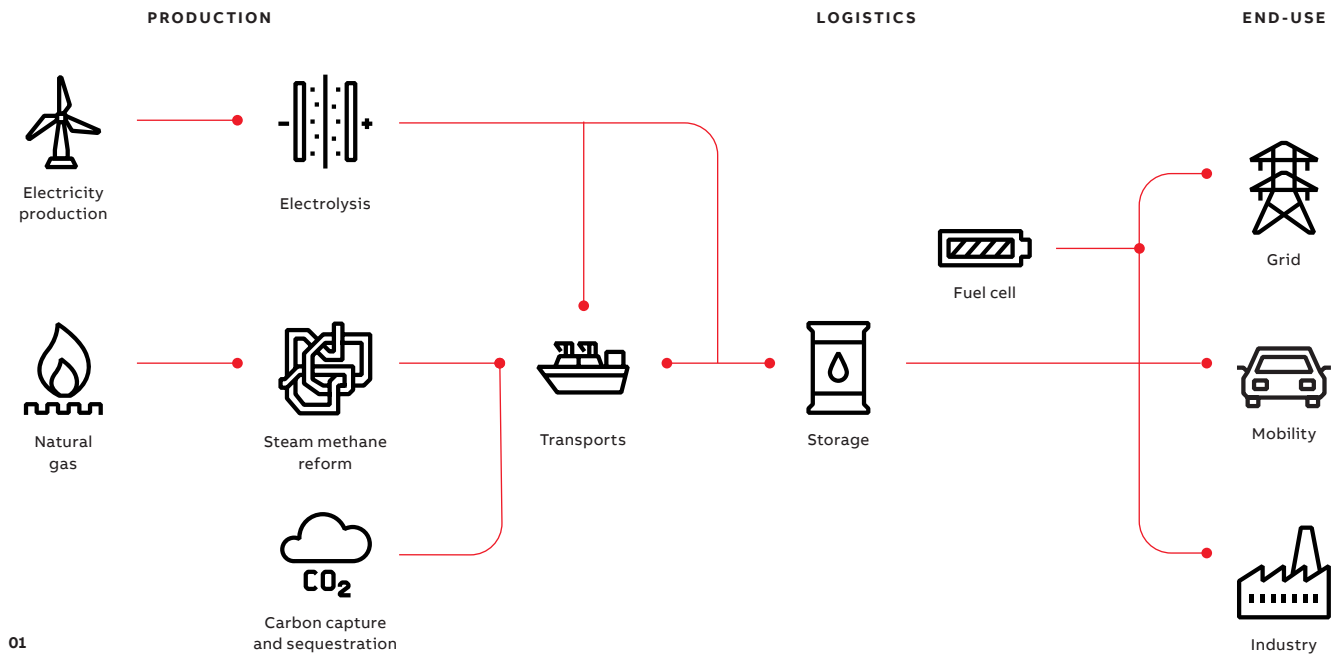 PRODUCTION
LOGISTICS
END-USE
Electricity
production
Electrolysis
-
+
Grid
Fuel cell
Natural
gas
Steam methane
reform
Transports
Storage
Mobility
CO₂
Carbon capture
and sequestration
Industry
01